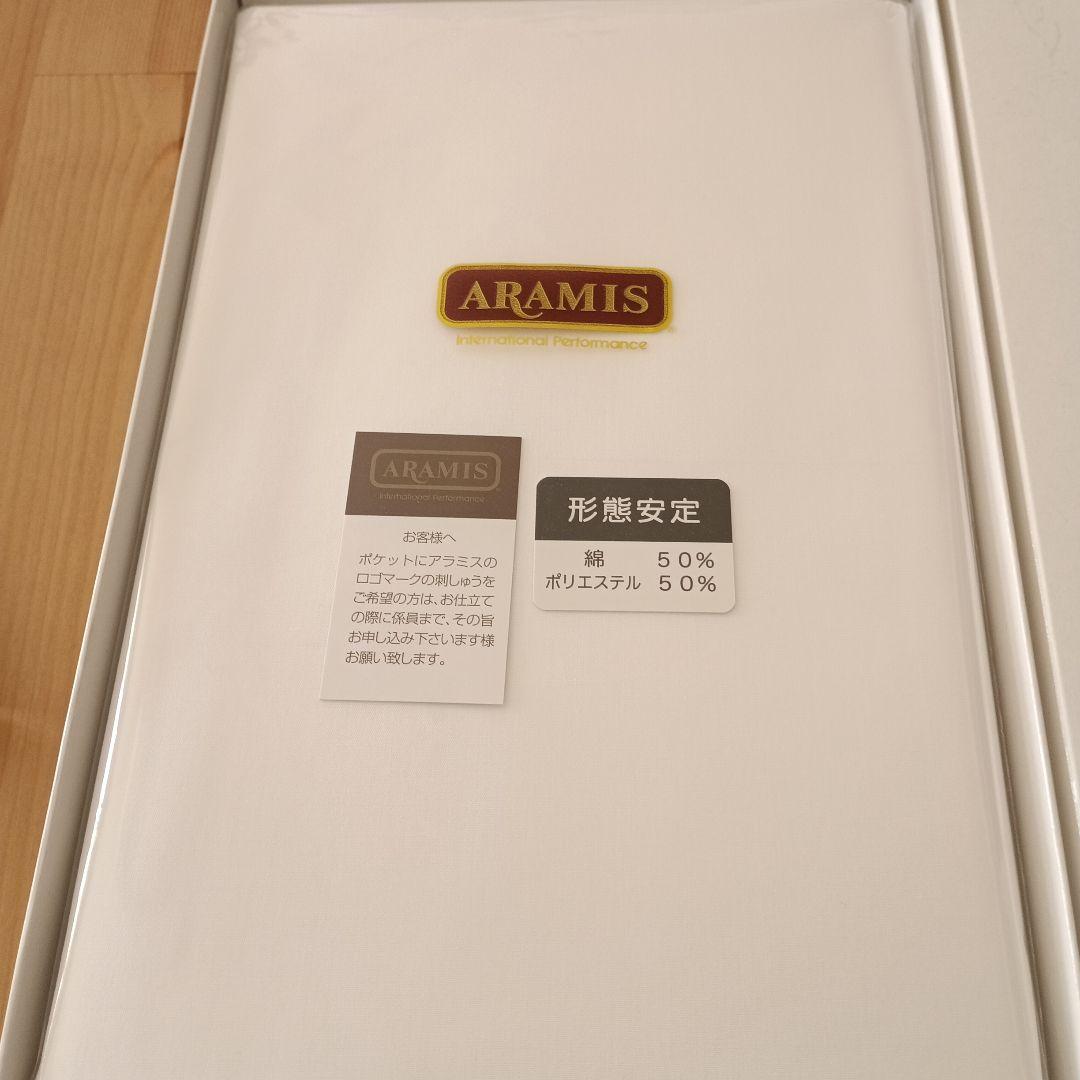 ARAMIS
International Performance
ARAMIS
International Performance
お客様へ
ポケットにアラミスの
ロゴマークの刺しゅうを
ご希望の方は、お仕立て
の際に係員まで、その旨
お申し込み下さいます様
お願い致します。
形態安定
綿 50%
ポリエステル 50%